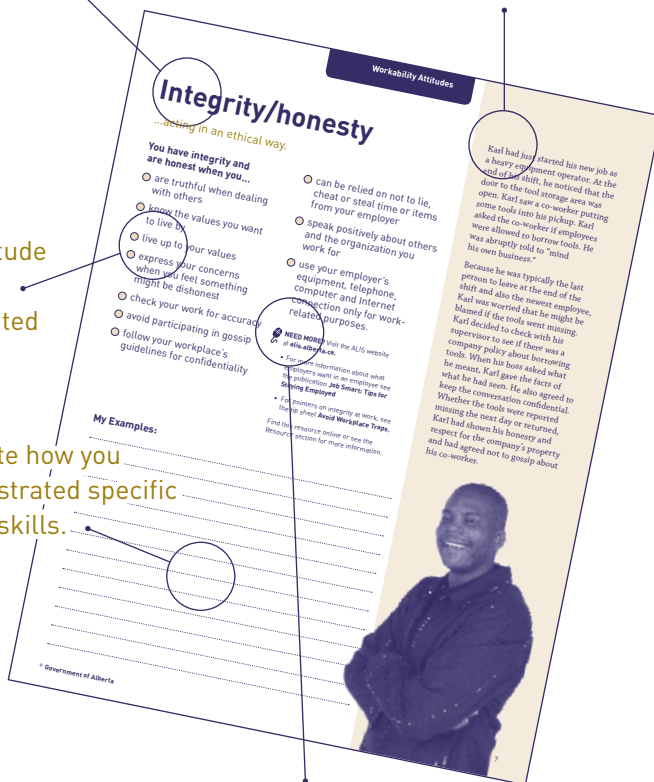 Workability Attitudes
Integrity/honesty
...acting in an ethical way.
You have integrity and
are honest when you...
are truthful when dealing
with others
know the values you want
to live by
live up to your values
express your concerns
when you feel something
might be dishonest
check your work for accuracy
avoid participating in gossip
follow your workplace's
guidelines for confidentiality
can be relied on not to lie,
cheat or steal time or items
from your employer
speak positively about others
and the organization you
work for
use your employer's
equipment, telephone,
computer and Internet
connection only for work-
related purposes.
NEED MORE? Visit the ALIS website
at alis.alberta.ca.
• For more information about what
employers want in an employee see
the publication Job Smart: Tips for
Staying Employed
• For pointers on integrity at work, see
the tip sheet Avoid Workplace Traps.
Find this resource online or see the
Resource section for more information.
My Examples:
© Government of Alberta
Karl had just started his new job as
a heavy equipment operator. At the
end of his shift, he noticed that the
door to the tool storage area was
open. Karl saw a co-worker putting
some tools into his pickup. Karl
asked the co-worker if employees
were allowed to borrow tools. He
was abruptly told to "mind
his own business."
Because he was typically the last
person to leave at the end of the
shift and also the newest employee,
Karl was worried that he might be
blamed if the tools went missing.
Karl decided to check with his
supervisor to see if there was a
company policy about borrowing
tools. When his boss asked what
he meant, Karl gave the facts of
what he had seen. He also agreed to
keep the conversation confidential.
Whether the tools were reported
missing the next day or returned,
Karl had shown his honesty and
respect for the company's property
and had agreed not to gossip about
his co-worker.
7
tude
ted
te how you
strated specific
skills.